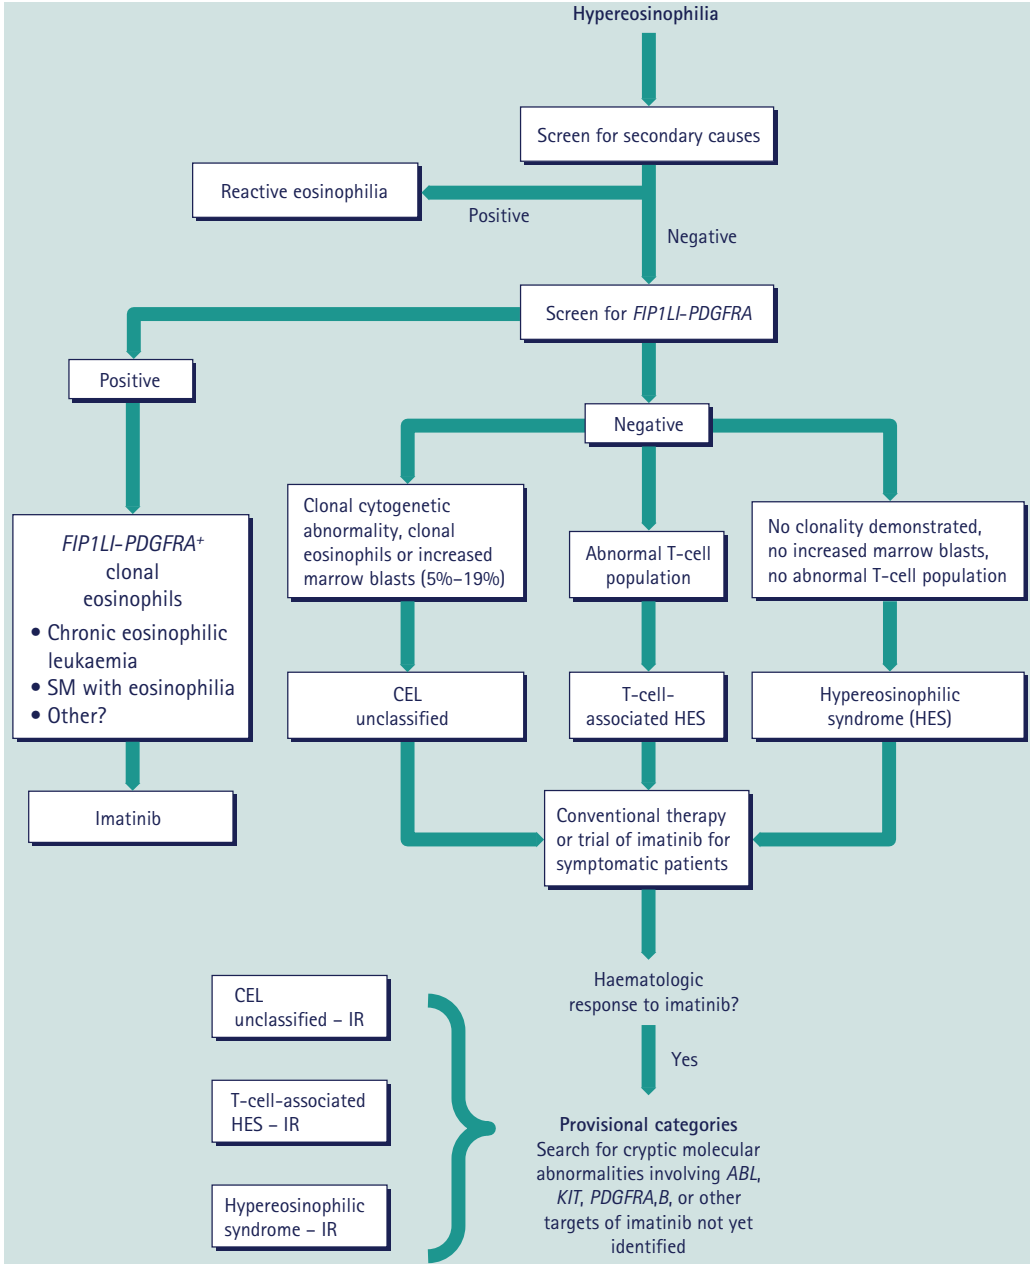 Hypereosinophilia
Screen for secondary causes
Reactive eosinophilia
Positive
Negative
Screen for FIP1LI-PDGFRA
Positive
Negative
FIP1LI-PDGFRA+
clonal
eosinophils
• Chronic eosinophilic
leukaemia
• SM with eosinophilia
• Other?
Imatinib
Clonal cytogenetic
abnormality, clonal
eosinophils or increased
marrow blasts (5%–19%)
Abnormal T-cell
population
No clonality demonstrated,
no increased marrow blasts,
no abnormal T-cell population
CEL
unclassified
T-cell-
associated HES
Hypereosinophilic
syndrome (HES)
Conventional therapy
or trial of imatinib for
symptomatic patients
Haematologic
response to imatinib?
Yes
CEL
unclassified – IR
T-cell-associated
HES – IR
Hypereosinophilic
syndrome – IR
Provisional categories
Search for cryptic molecular
abnormalities involving ABL,
KIT, PDGFRA,B, or other
targets of imatinib not yet
identified